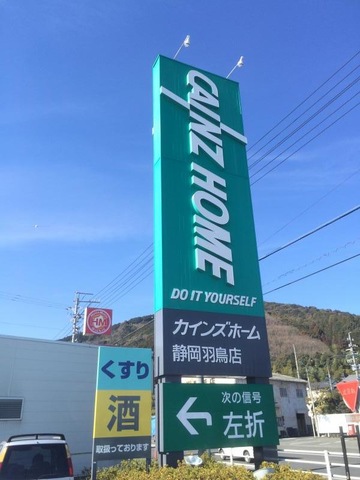 CAINZ HOME
DO IT YOURSELF
カインズホーム
静岡羽鳥店
次の信号
左折
くすり
酒
取扱っております